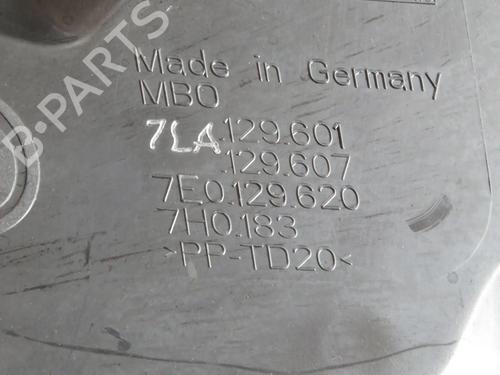 B-PARTS
Made in Germany
MBO
7LA.129.601
.129.607
7E0.129.620
7H0.183
>PP-TD20<